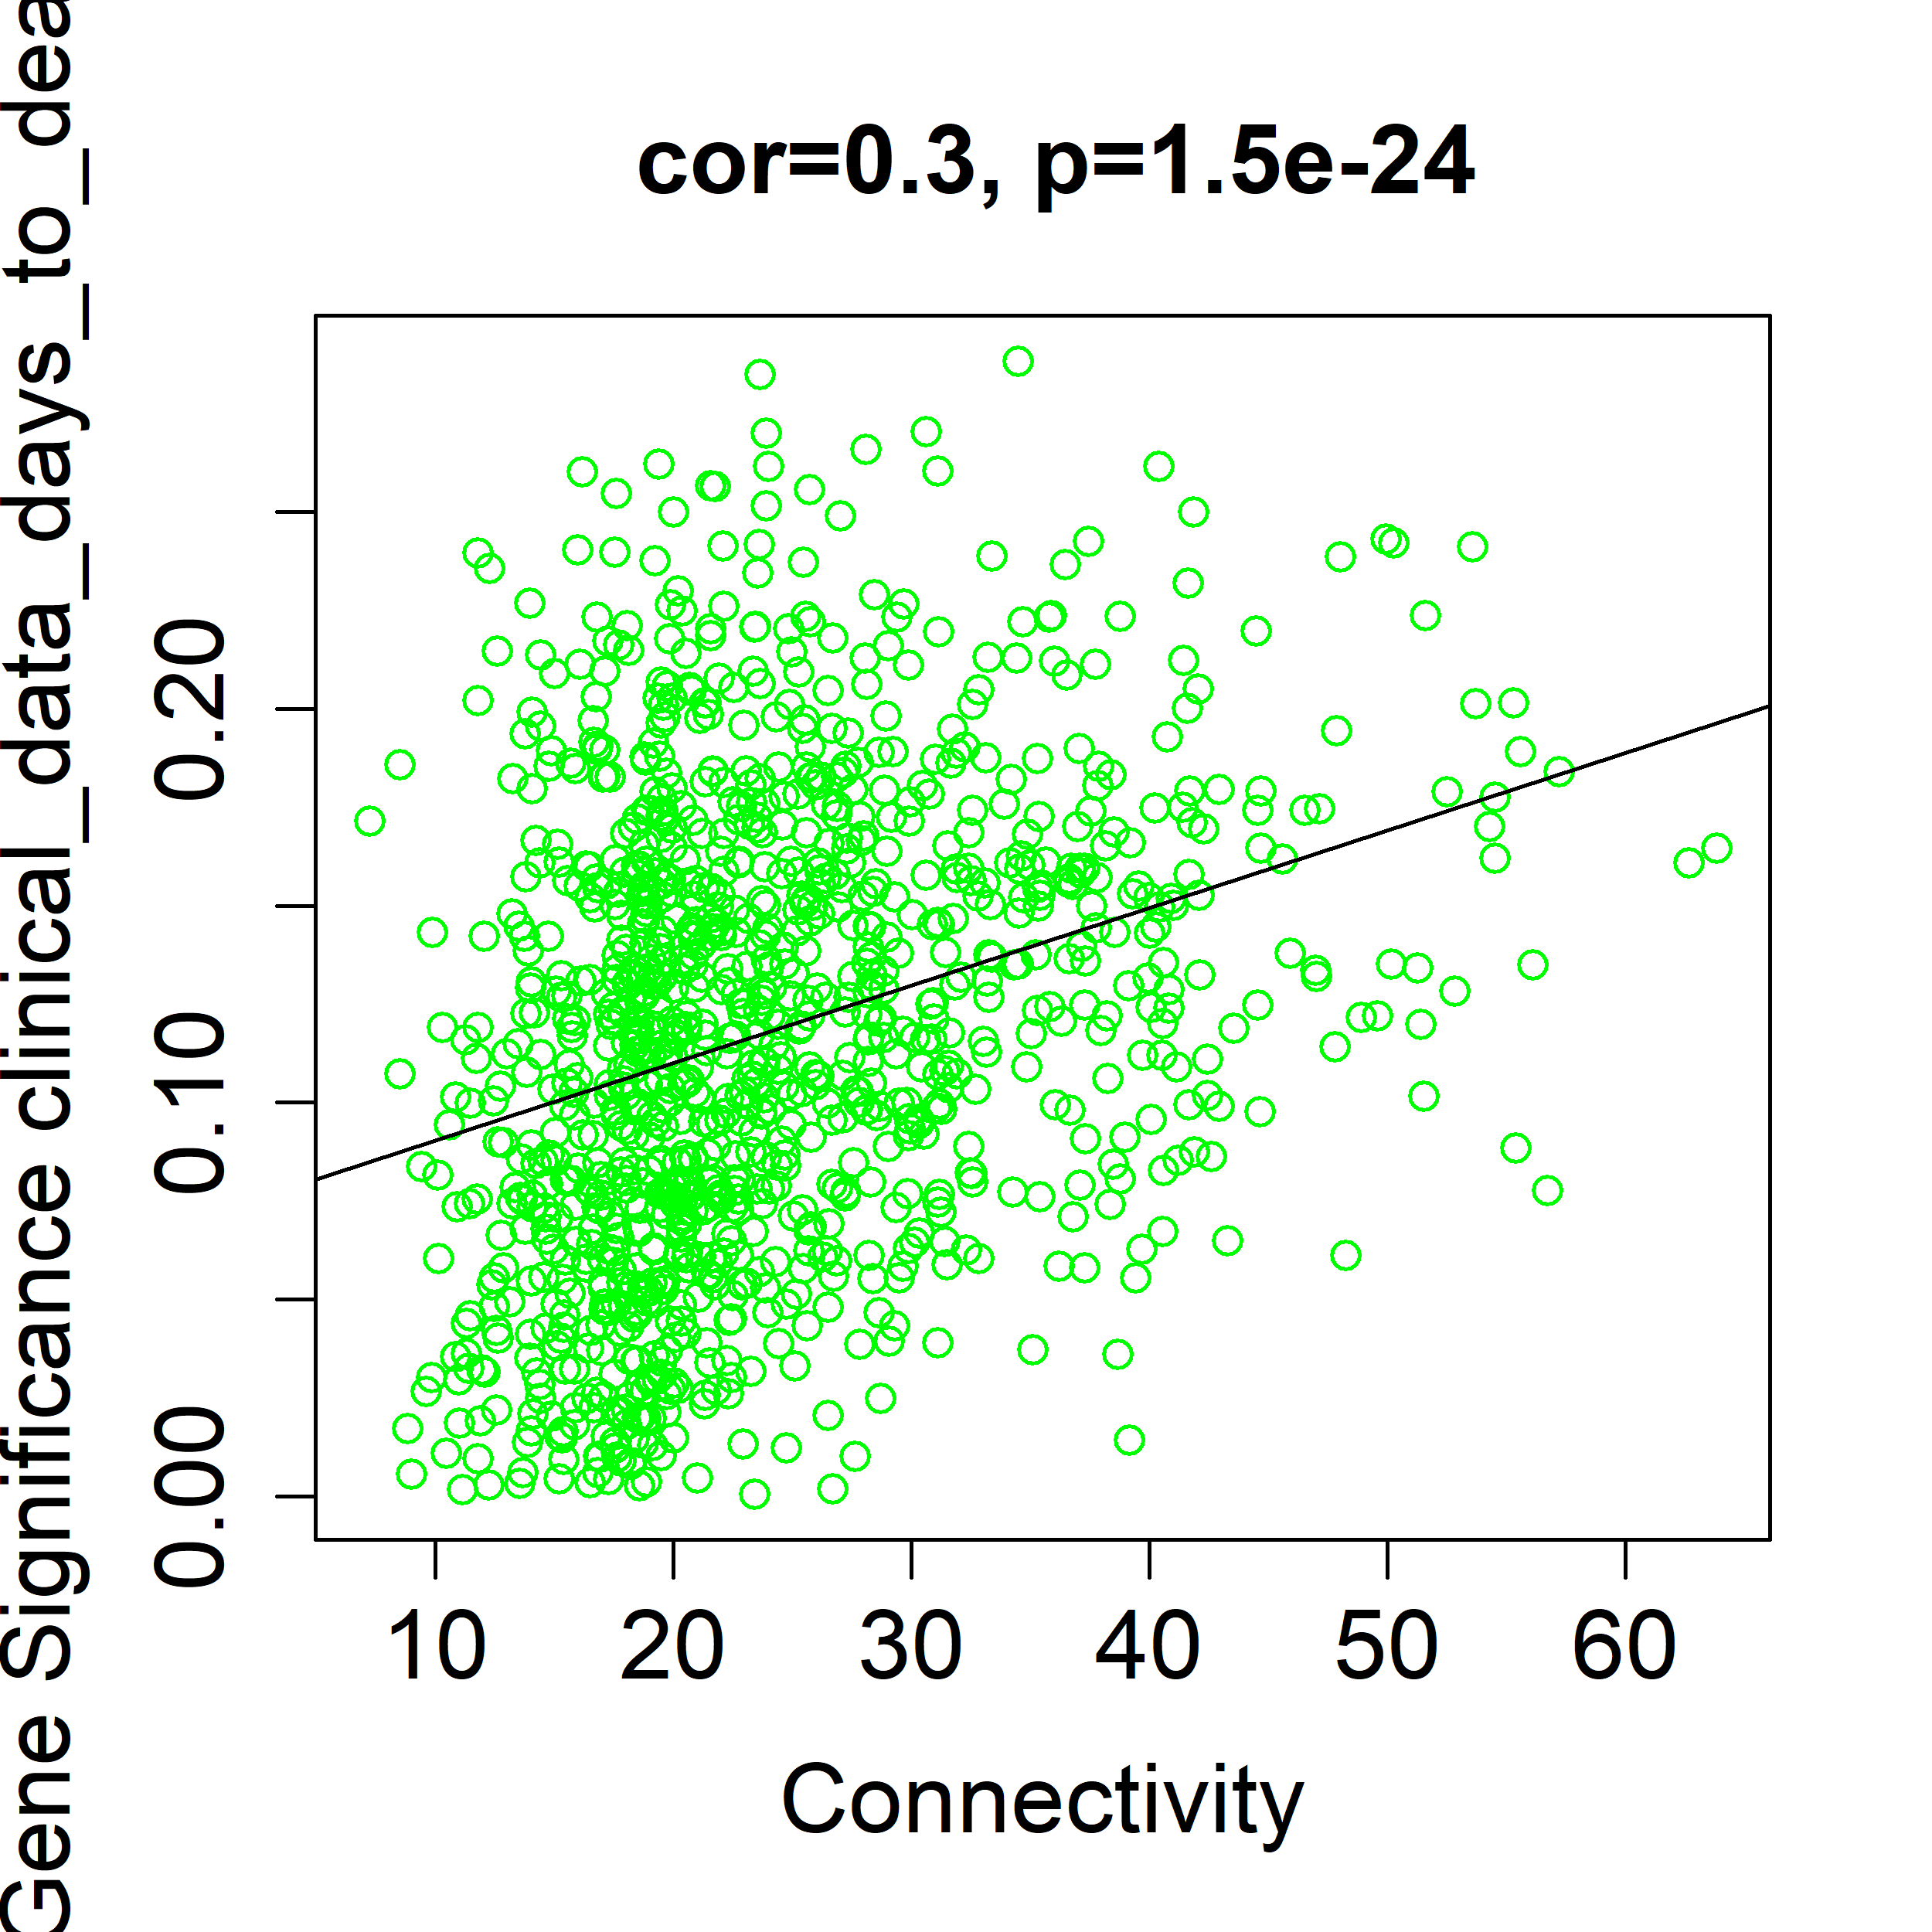 cor=0.3, p=1.5e-24
Gene Significance clinical_data_days_to_dea
0.20
0.10
0.00
10 20 30 40 50 60
Connectivity